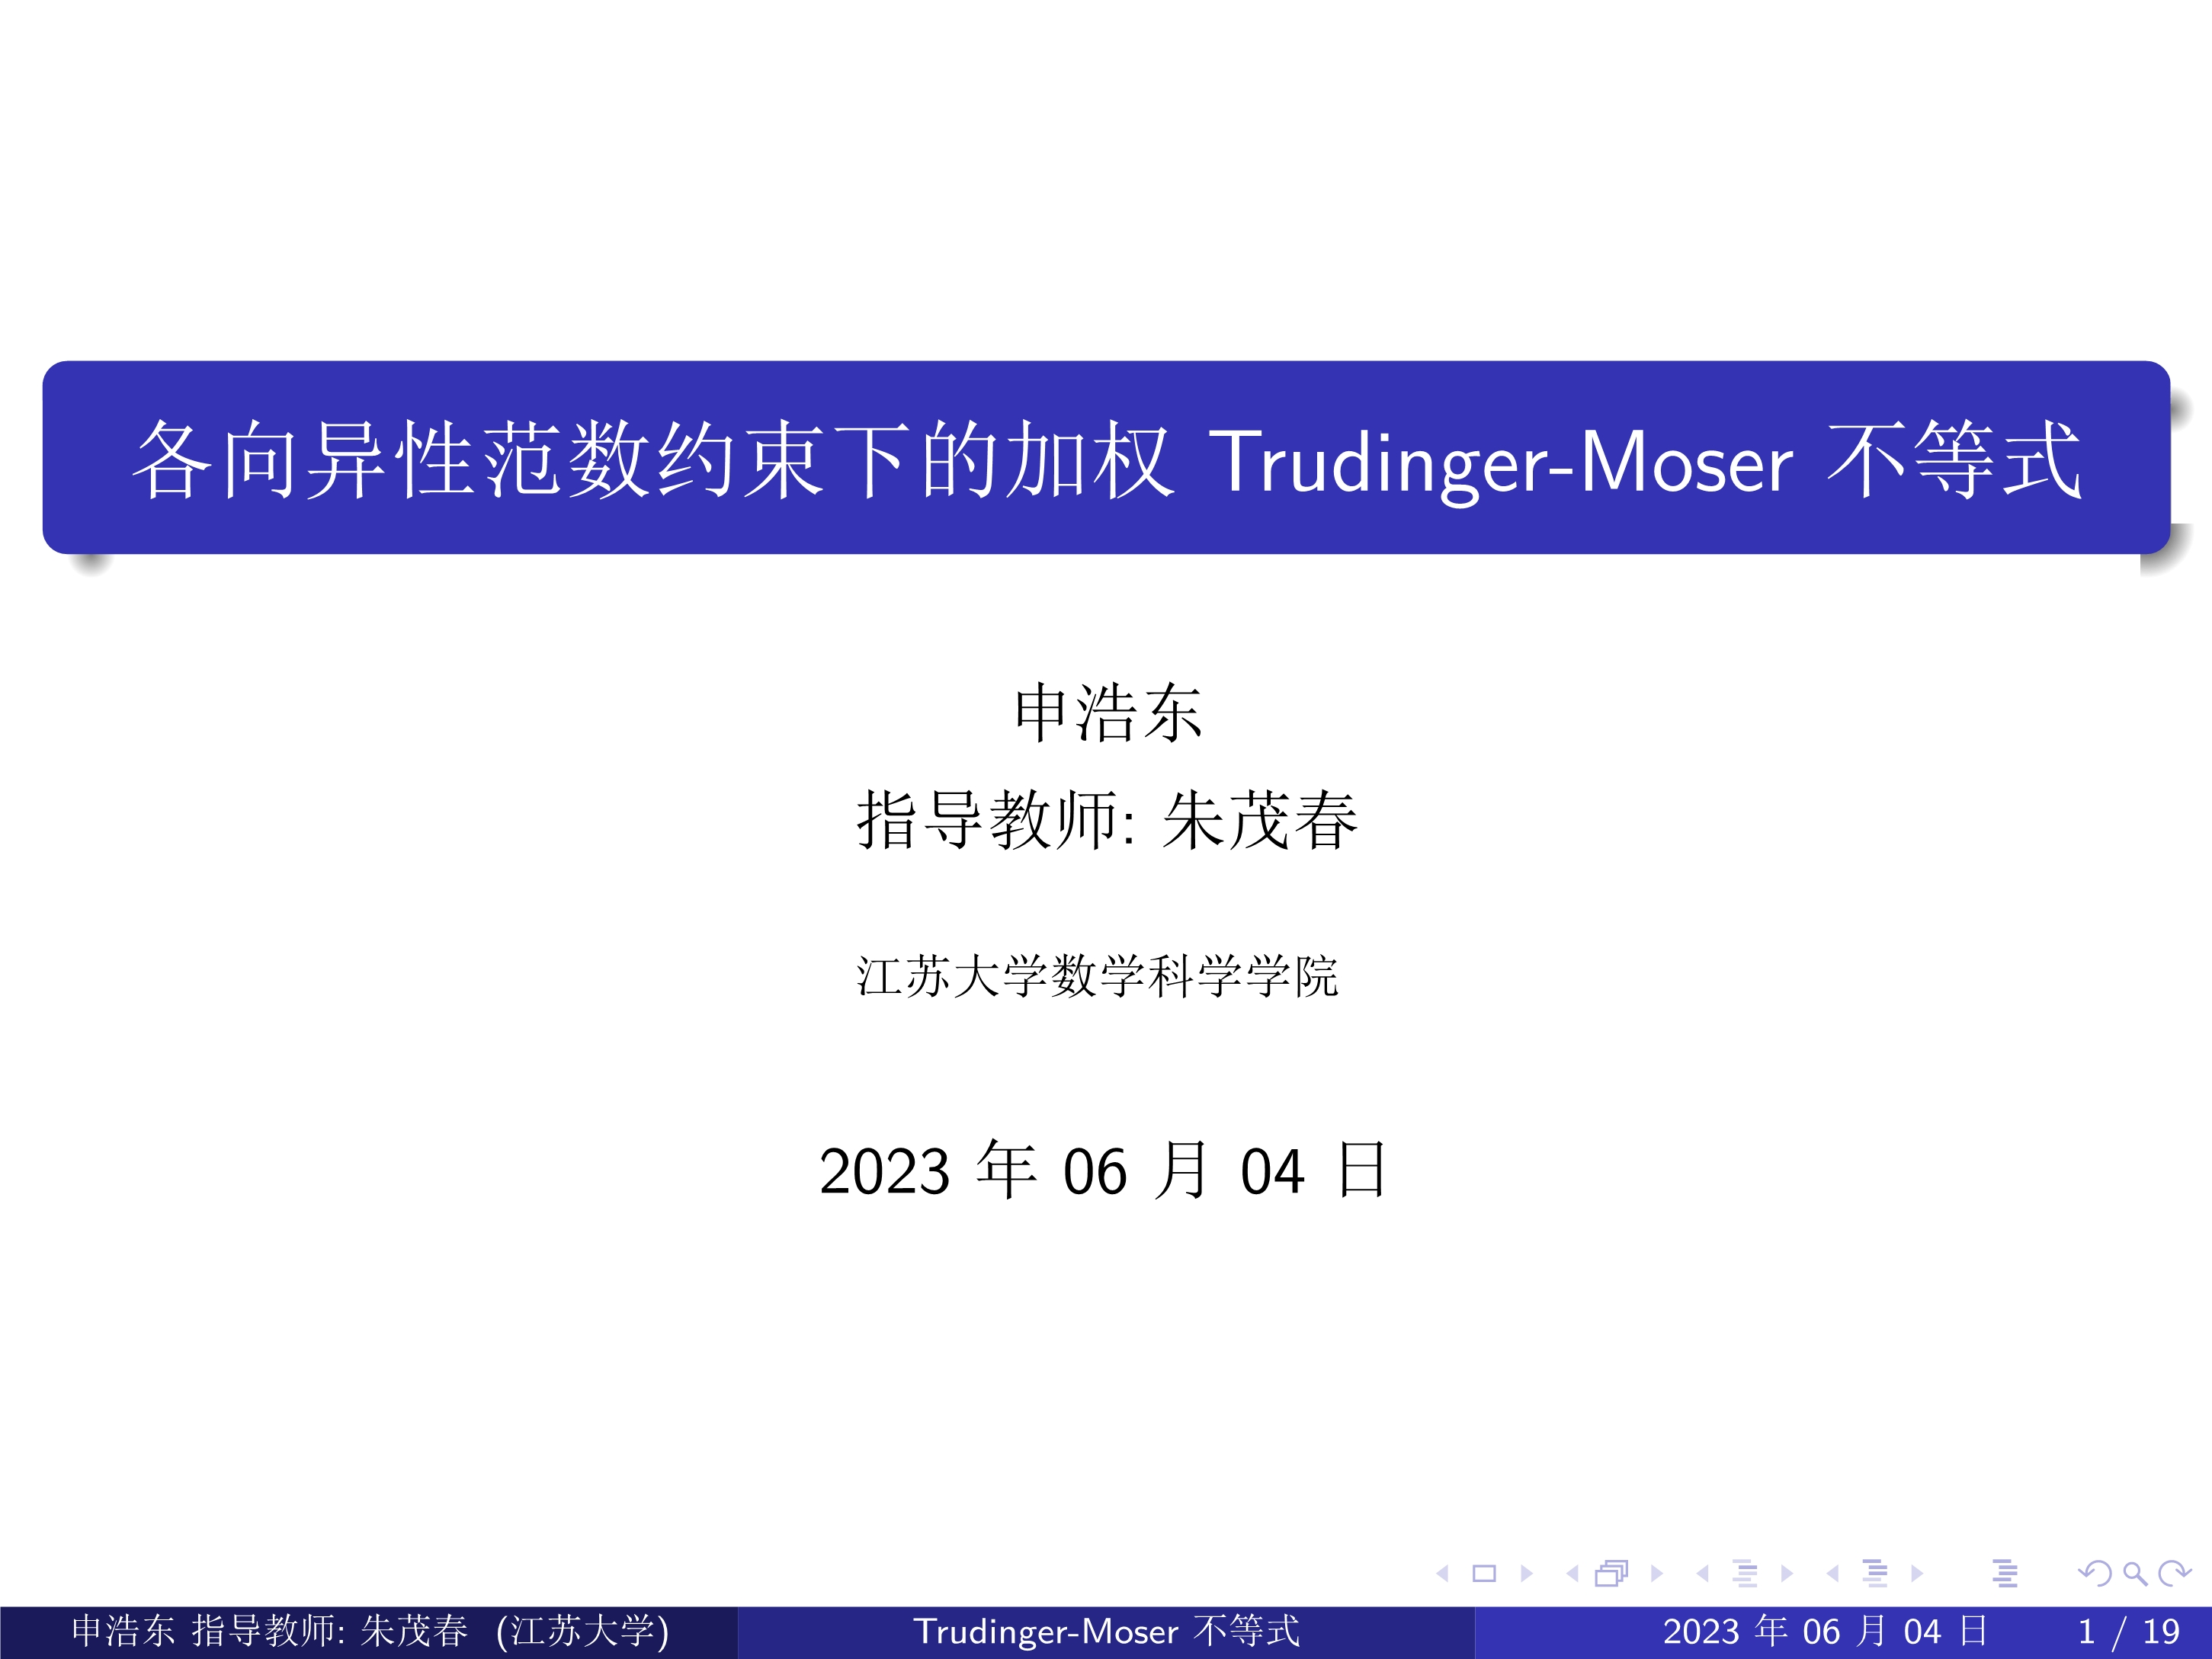 各向异性范数约束下的加权 Trudinger-Moser 不等式
申浩东
指导教师: 朱茂春
江苏大学数学科学学院
2023 年 06 月 04 日
申浩东 指导教师: 朱茂春 (江苏大学)
Trudinger-Moser 不等式
2023 年 06 月 04 日
1 / 19